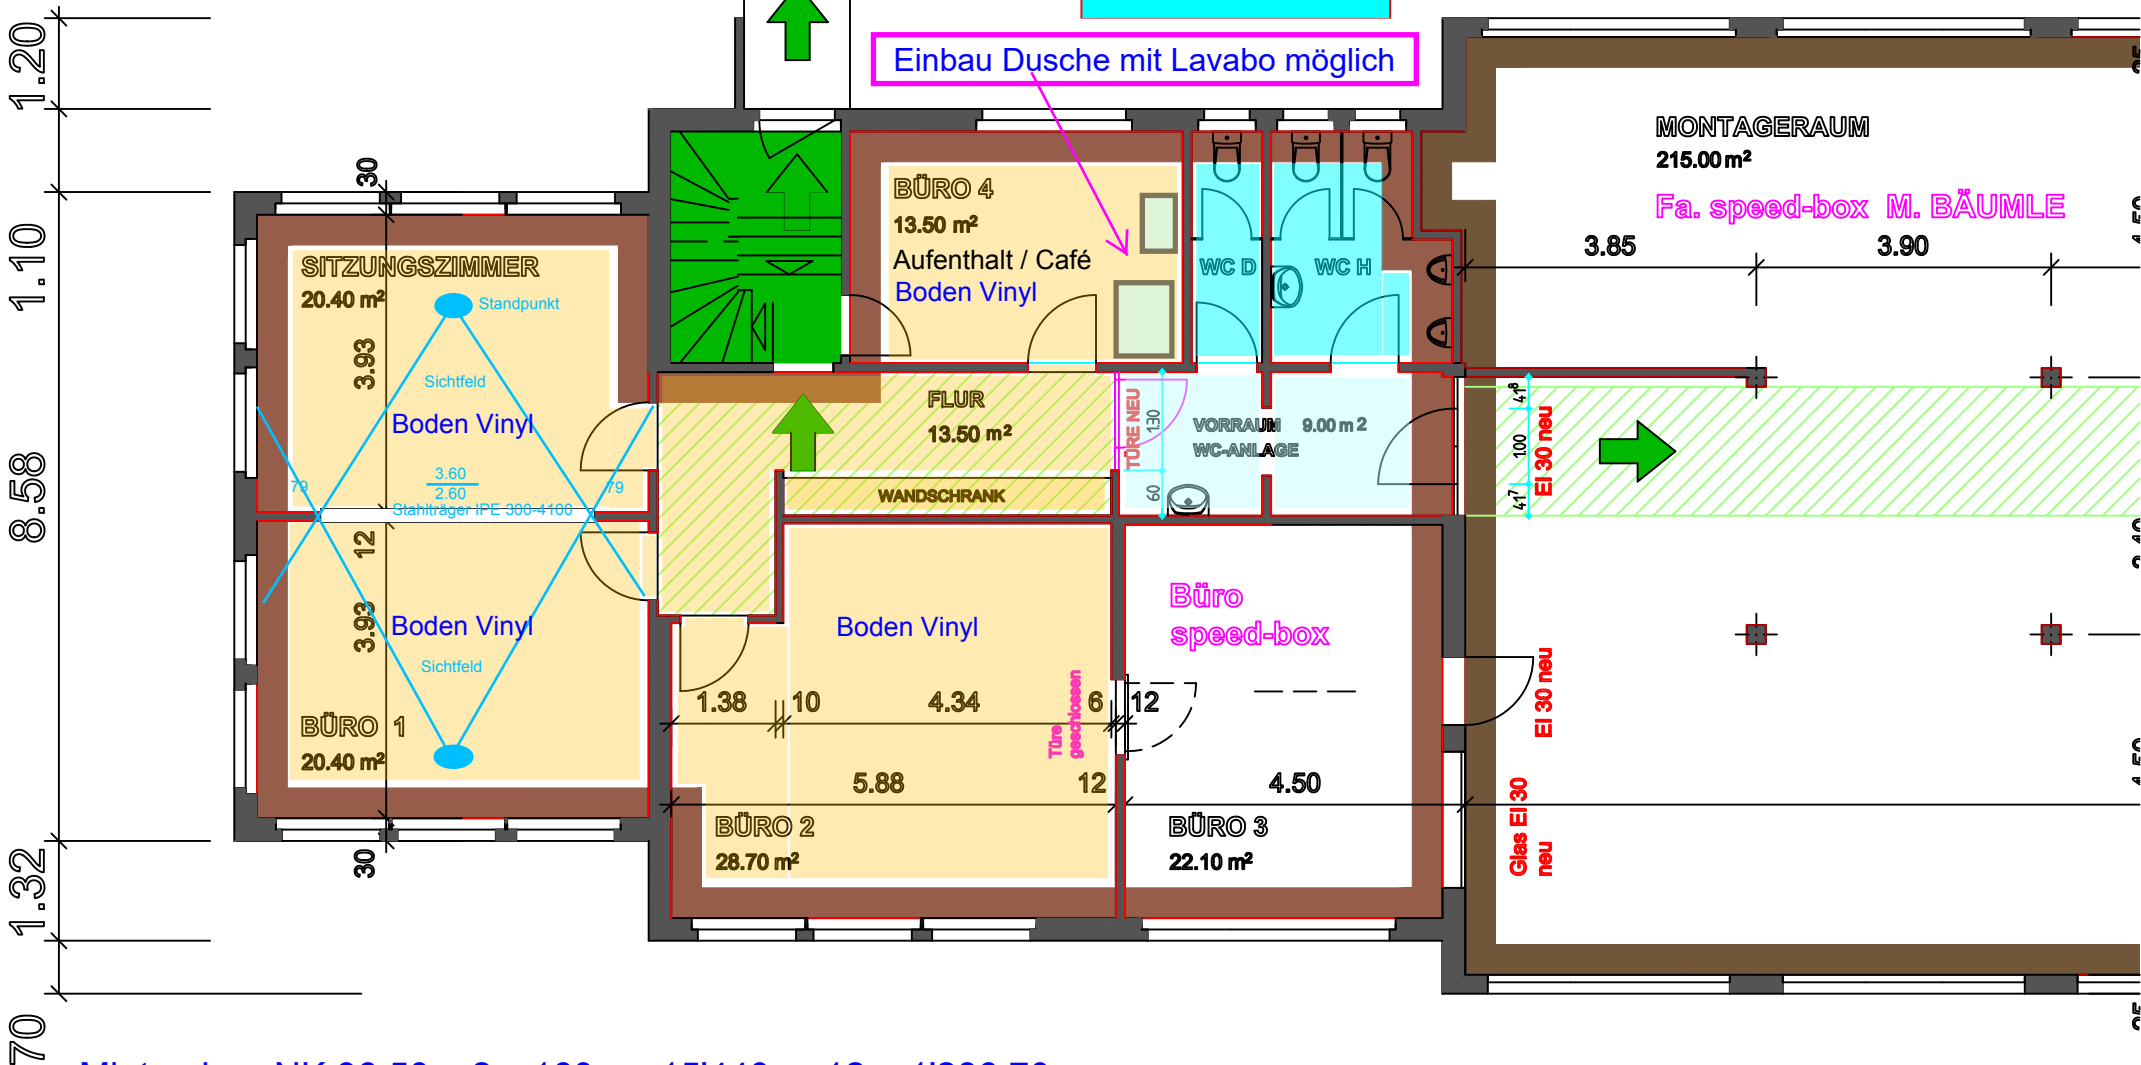 Einbau Dusche mit Lavabo möglich
1.20
1.10
8.58
1.32
70
30
MONTAGERAUM
215.00 m²
Fa. speed-box M. BÄUMLE
3.85
3.90
BÜRO 4
13.50 m²
Aufenthalt / Café
Boden Vinyl
WC D
WC H
SITZUNGSZIMMER
20.40 m²
Standpunkt
3.93
Sichtfeld
Boden Vinyl
3.60
2.60
79
79
Stahlträger IPE 300-4100
FLUR
13.50 m²
WANDSCHRANK
TÜRE NEU
1.30
60
VORRAUM 9.00 m 2
WC-ANLAGE
41⁸
1.00
41⁷
EI 30 neu
12
3.93
Boden Vinyl
Sichtfeld
BÜRO 1
20.40 m²
30
Boden Vinyl
Büro
speed-box
1.38
10
4.34
6
12
Türe
geschlossen
5.88
12
4.50
BÜRO 2
28.70 m²
BÜRO 3
22.10 m²
EI 30 neu
Glas EI 30
neu